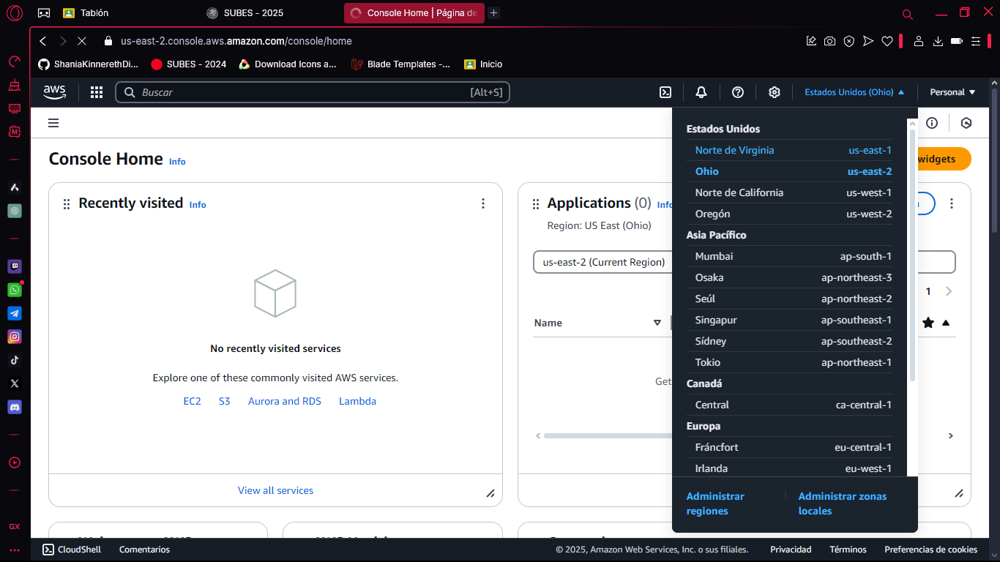 Tablón
SUBES - 2025
Console Home | Página de
us-east-2.console.aws.amazon.com/console/home
ShaniaKinnerethDi...
SUBES - 2024
Download Icons a...
Blade Templates -...
Inicio
aws
Buscar
[Alt+S]
Estados Unidos (Ohio)
Personal
Console Home
Info
widgets
Recently visited
Info
No recently visited services
Explore one of these commonly visited AWS services.
EC2
S3
Aurora and RDS
Lambda
View all services
Applications (0)
Info
Region: US East (Ohio)
us-east-2 (Current Region)
1
Name
Get
Estados Unidos
Norte de Virginia us-east-1
Ohio us-east-2
Norte de California us-west-1
Oregón us-west-2
Asia Pacífico
Mumbai ap-south-1
Osaka ap-northeast-3
Seúl ap-northeast-2
Singapur ap-southeast-1
Sídney ap-southeast-2
Tokio ap-northeast-1
Canadá
Central ca-central-1
Europa
Fráncfort eu-central-1
Irlanda eu-west-1
Administrar
regiones
Administrar zonas
locales
GX
CloudShell
Comentarios
© 2025, Amazon Web Services, Inc. o sus filiales.
Privacidad
Términos
Preferencias de cookies